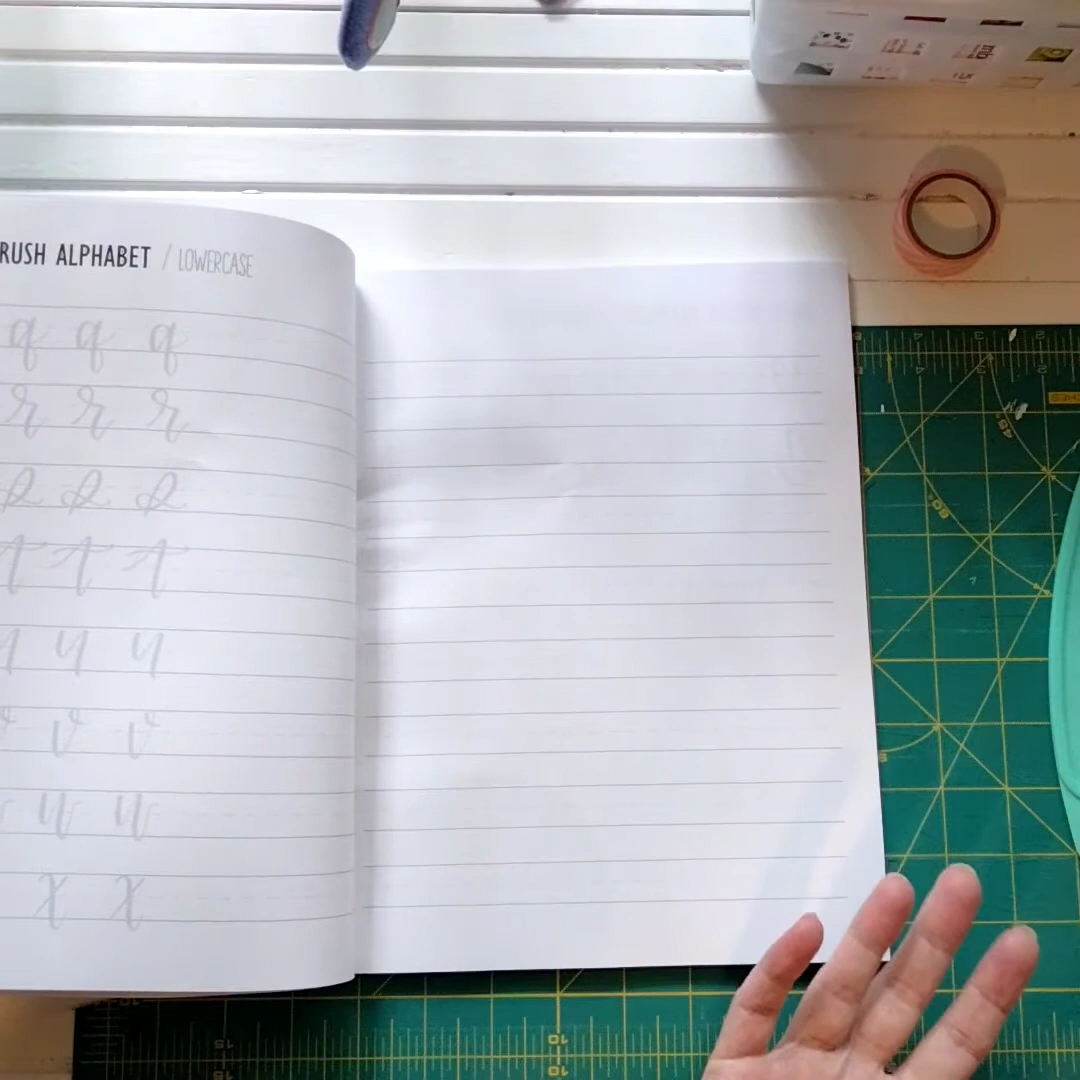 RUSH ALPHABET / LOWERCASE
q q q
r r r
s s s
t t t
u u u
v v v
w w w
x x